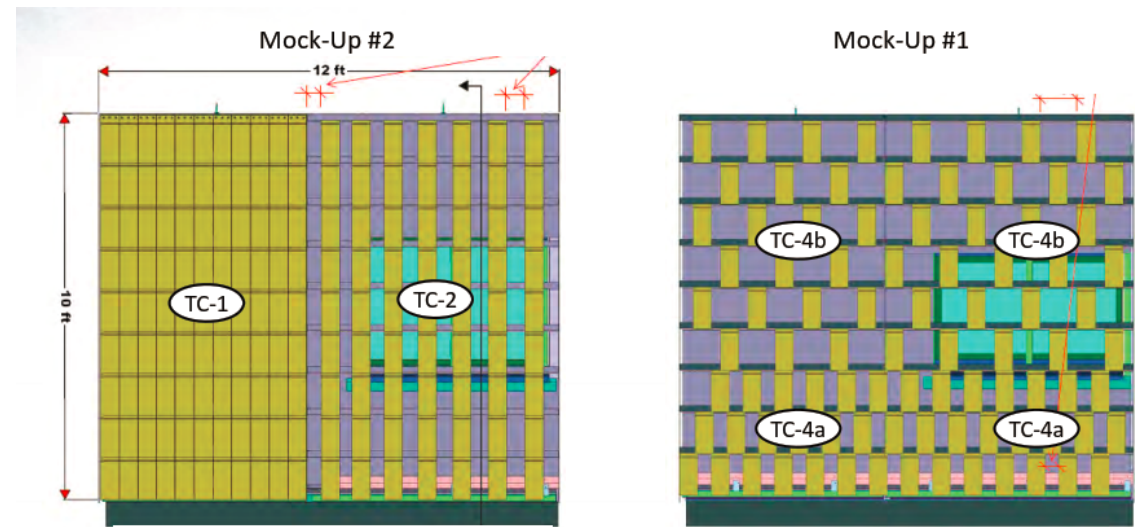 Mock-Up #2
Mock-Up #1
12 ft
10 ft
TC-1
TC-2
TC-4b
TC-4b
TC-4a
TC-4a